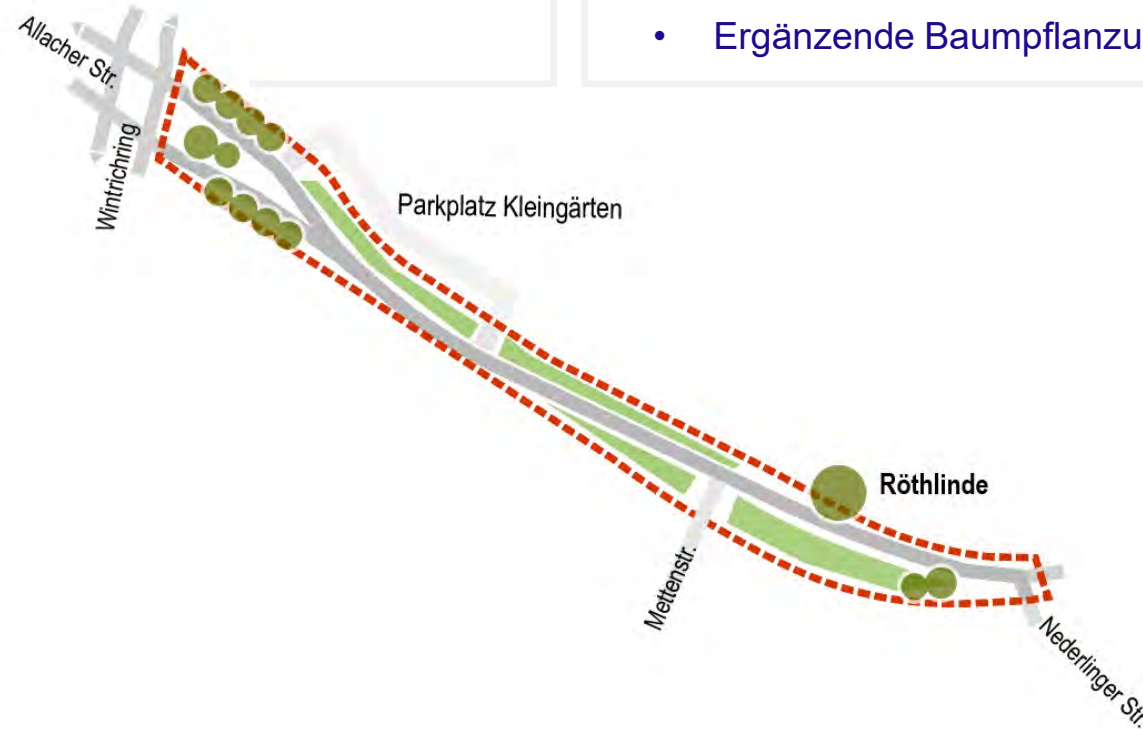 • Ergänzende Baumpflanzu
Allacher Str.
Wintrichring
Parkplatz Kleingärten
Röthlinde
Mettenstr.
Nederlinger Str.